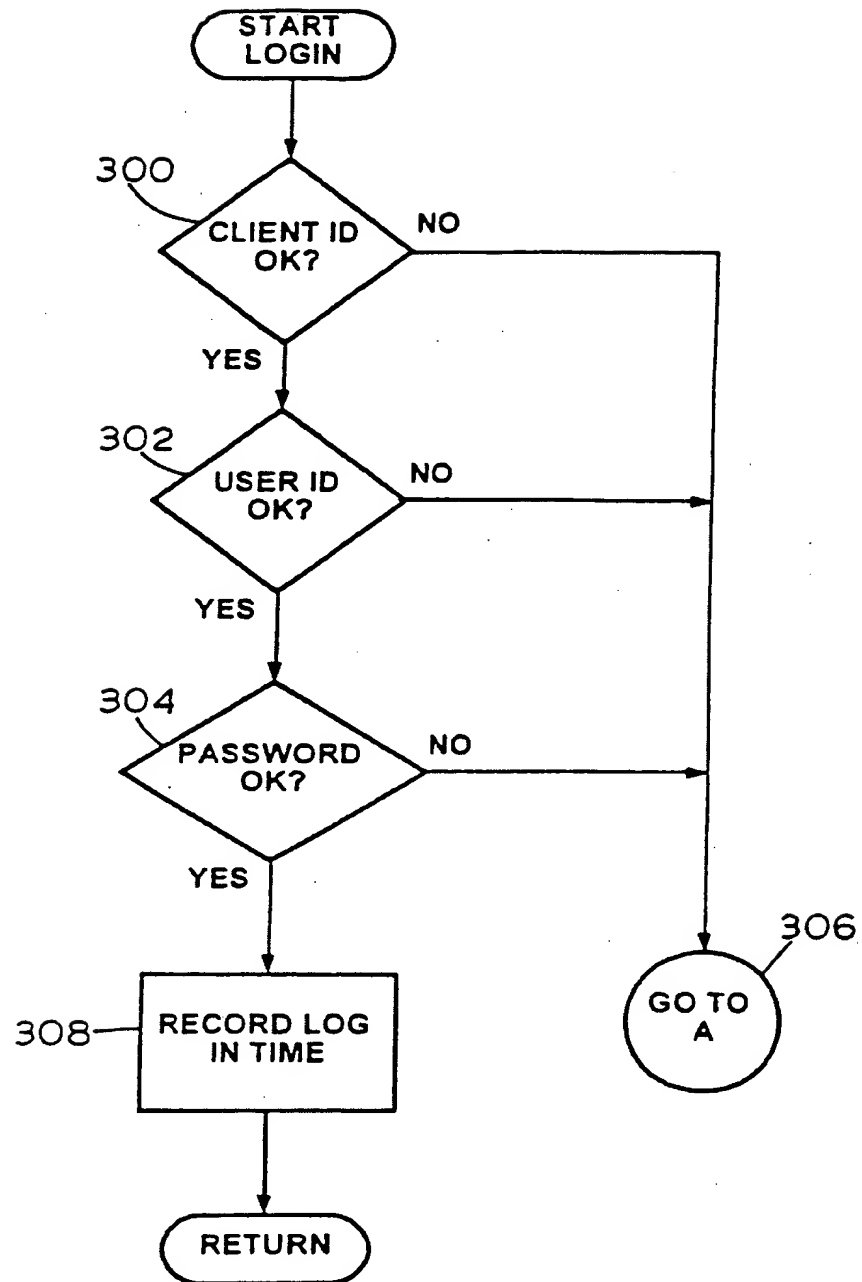 START
LOGIN
300
CLIENT ID
OK?
NO
YES
302
USER ID
OK?
NO
YES
304
PASSWORD
OK?
NO
YES
306
GO TO
A
308
RECORD LOG
IN TIME
RETURN